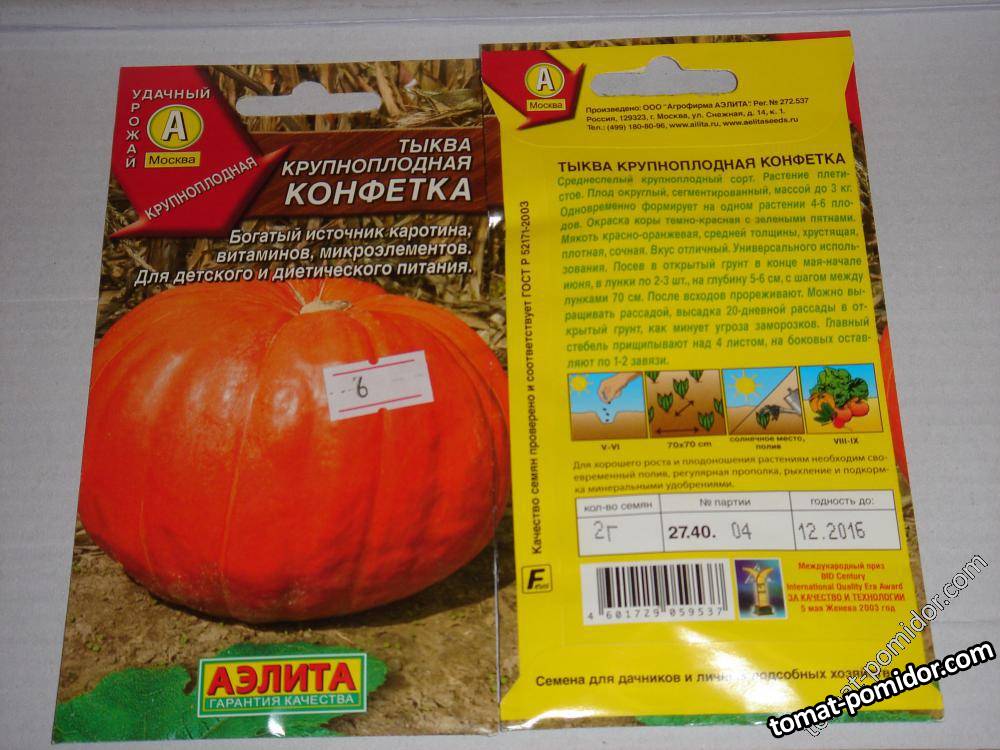 УДАЧНЫЙ
УРОЖАЙ
А
Москва
КРУПНОПЛОДНАЯ
ТЫКВА
КРУПНОПЛОДНАЯ
КОНФЕТКА
Богатый источник каротина,
витаминов, микроэлементов.
Для детского и диетического питания.
6
АЭЛИТА
ГАРАНТИЯ КАЧЕСТВА
А
Москва
Произведено: ООО "Агрофирма АЭЛИТА". Рег. № 272.537
Россия, 129323, г. Москва, ул. Снежная, д. 14, к. 1.
Тел.: (499) 180-80-96, www.ailita.ru, www.aelitaseeds.ru
ТЫКВА КРУПНОПЛОДНАЯ КОНФЕТКА
Среднеспелый крупноплодный сорт. Растение плети-
стое. Плод округлый, сегментированный, массой до 3 кг.
Одновременно формирует на одном растении 4-6 пло-
дов. Окраска коры темно-красная с зелеными пятнами.
Мякоть красно-оранжевая, средней толщины, хрустящая,
плотная, сочная. Вкус отличный. Универсального исполь-
зования. Посев в открытый грунт в конце мая-начале
июня, в лунки по 2-3 шт., на глубину 5-6 см, с шагом между
лунками 70 см. После всходов прореживают. Можно вы-
ращивать рассадой, высадка 20-дневной рассады в от-
крытый грунт, как минует угроза заморозков. Главный
стебель прищипывают над 4 листом, на боковых остав-
ляют по 1-2 завязи.
V-VI
70x70 cm
солнечное место,
полив
VIII-IX
Для хорошего роста и плодоношения растениям необходим сво-
евременный полив, регулярная прополка, рыхление и подкорм-
ка минеральными удобрениями.
кол-во семян
№ партии
годность до:
2г
27.40. 04
12.2016
Качество семян проверено и соответствует ГОСТ Р 52171-2003
F
4 601729 059537
Международный приз
BID Century
International Quality Era Award
ЗА КАЧЕСТВО И ТЕХНОЛОГИИ
5 мая Женева 2003 год
Семена для дачников и личных подсобных хозяйств
tomat-pomidor.com
tomat-pomidor.com